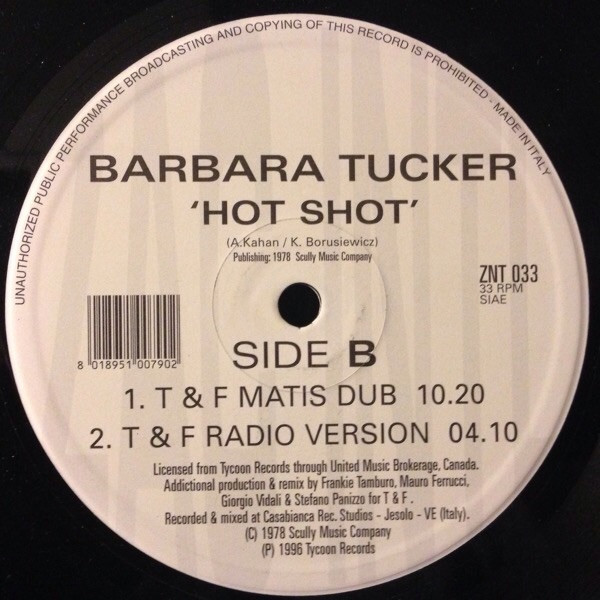 UNAUTHORIZED PUBLIC PERFORMANCE BROADCASTING AND COPYING OF THIS RECORD IS PROHIBITED - MADE IN ITALY
BARBARA TUCKER
'HOT SHOT'
(A.Kahan / K. Borusiewicz)
Publishing: 1978 Scully Music Company
ZNT 033
33 RPM
SIAE
8 018951 007902
SIDE B
1. T & F MATIS DUB 10.20
2. T & F RADIO VERSION 04.10
Licensed from Tycoon Records through United Music Brokerage, Canada.
Addictional production & remix by Frankie Tamburo, Mauro Ferrucci,
Giorgio Vidali & Stefano Panizzo for T & F .
Recorded & mixed at Casabianca Rec. Studios - Jesolo - VE (Italy).
(C) 1978 Scully Music Company
(P) 1996 Tycoon Records